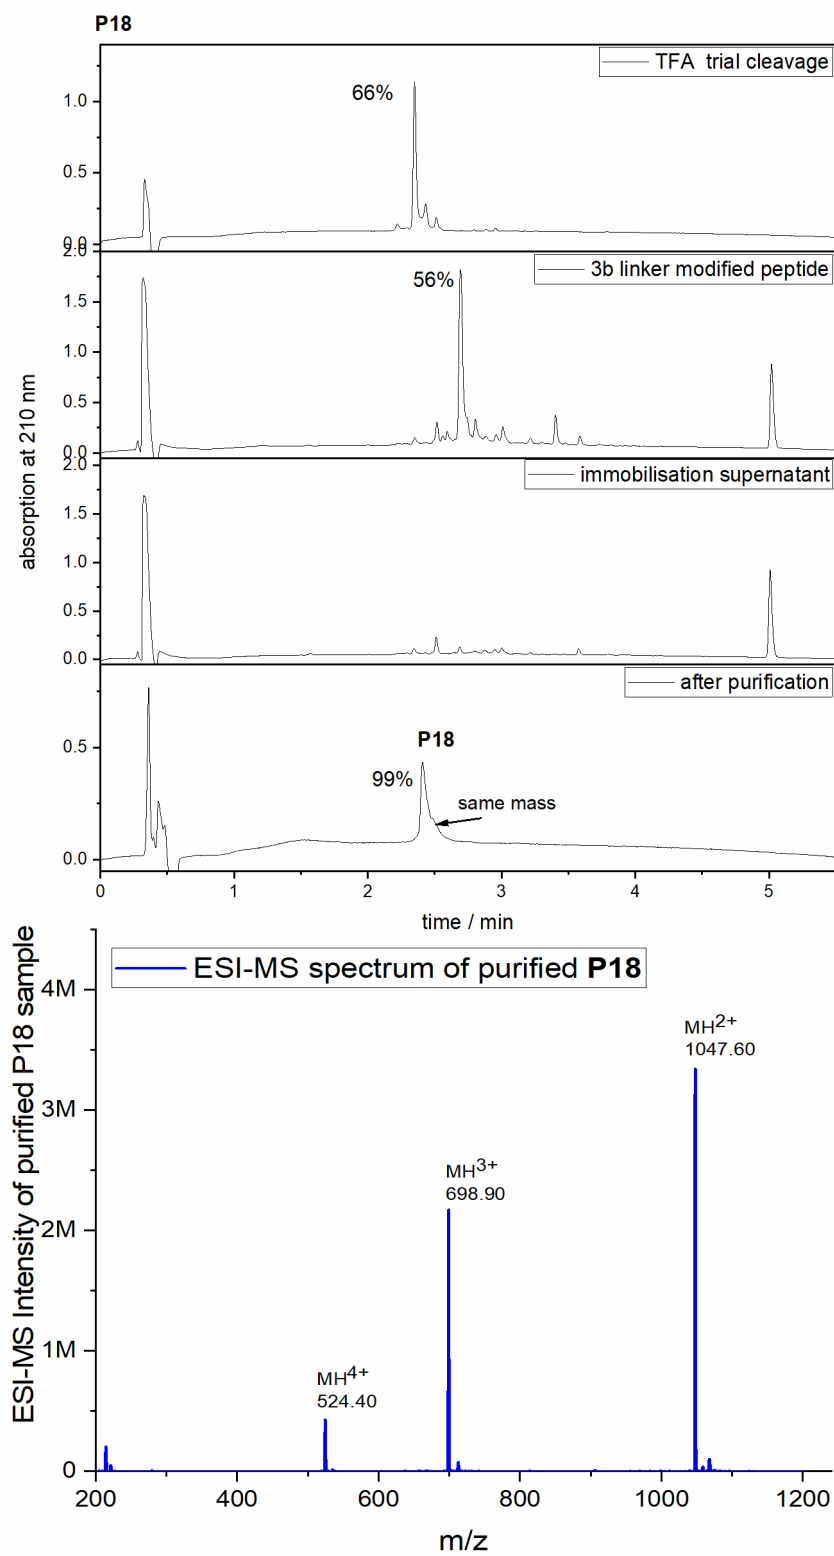 P18
TFA trial cleavage
66%
1.0
0.5
0.0
2.0
3b linker modified peptide
56%
1.5
1.0
0.5
0.0
2.0
immobilisation supernatant
1.5
1.0
0.5
0.0
after purification
P18
0.5
99%
same mass
0.0
absorption at 210 nm
0 1 2 3 4 5
time / min
ESI-MS spectrum of purified P18
4M
MH2+
1047.60
3M
MH3+
698.90
2M
1M
MH4+
524.40
0
ESI-MS Intensity of purified P18 sample
200 400 600 800 1000 1200
m/z